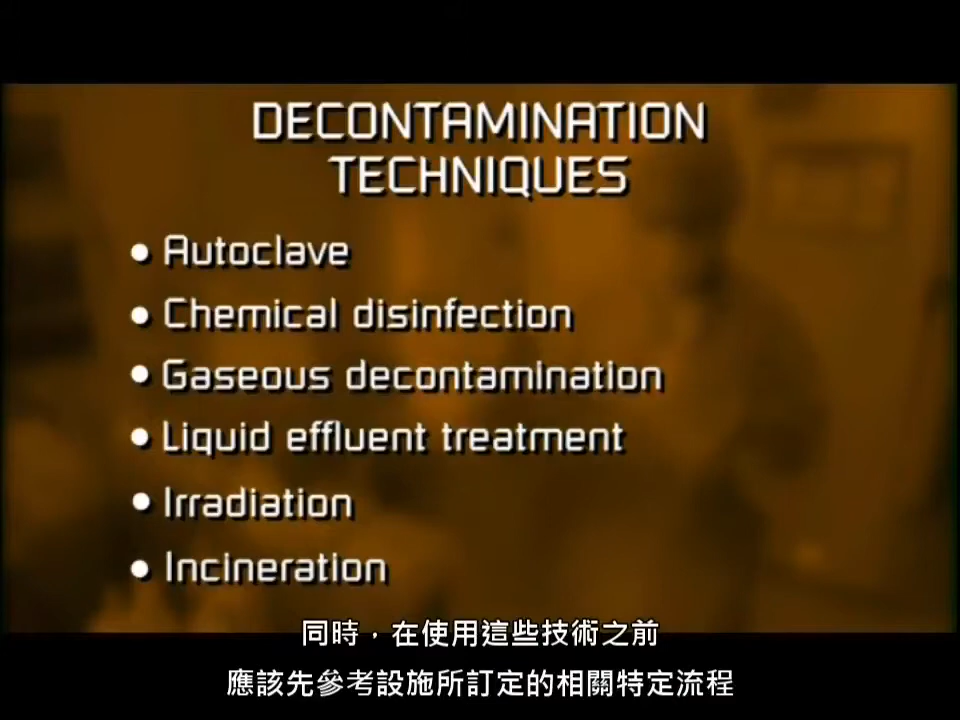 DECONTAMINATION
TECHNIQUES
• Autoclave
• Chemical disinfection
• Gaseous decontamination
• Liquid effluent treatment
• Irradiation
• Incineration
同時，在使用這些技術之前
應該先參考設施所訂定的相關特定流程